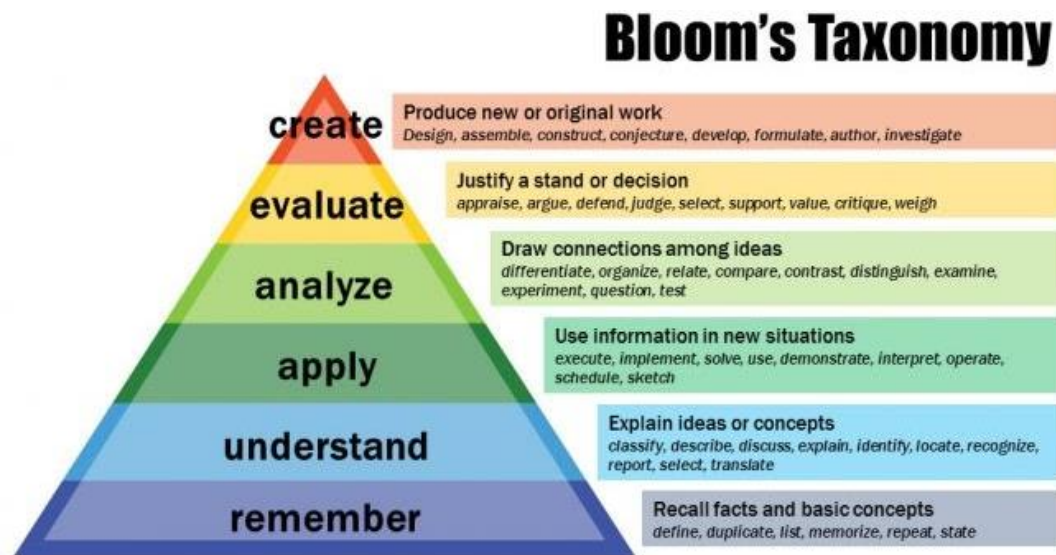 Bloom's Taxonomy
create
Produce new or original work
Design, assemble, construct, conjecture, develop, formulate, author, investigate
evaluate
Justify a stand or decision
appraise, argue, defend, judge, select, support, value, critique, weigh
analyze
Draw connections among ideas
differentiate, organize, relate, compare, contrast, distinguish, examine,
experiment, question, test
apply
Use information in new situations
execute, implement, solve, use, demonstrate, interpret, operate,
schedule, sketch
understand
Explain ideas or concepts
classify, describe, discuss, explain, identify, locate, recognize,
report, select, translate
remember
Recall facts and basic concepts
define, duplicate, list, memorize, repeat, state